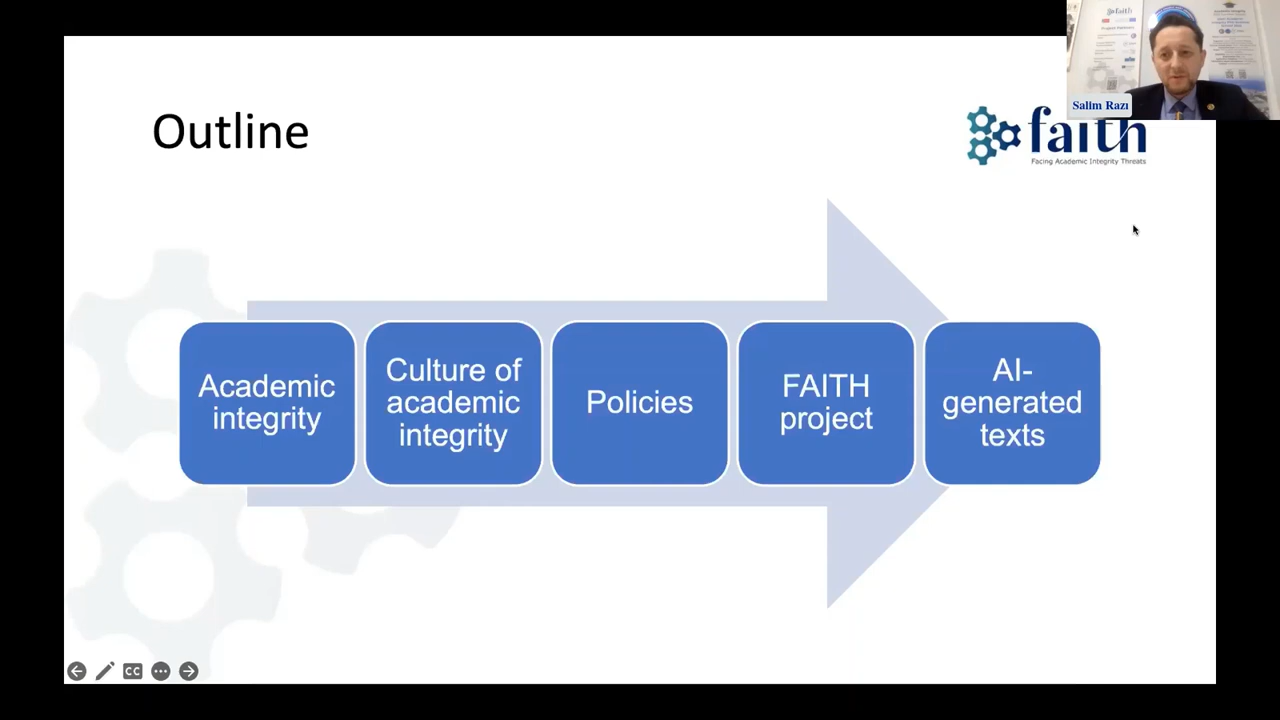 Outline
faith
Facing Academic Integrity Threats
Salim Razı
Academic
integrity
Culture of
academic
integrity
Policies
FAITH
project
AI-
generated
texts
CC